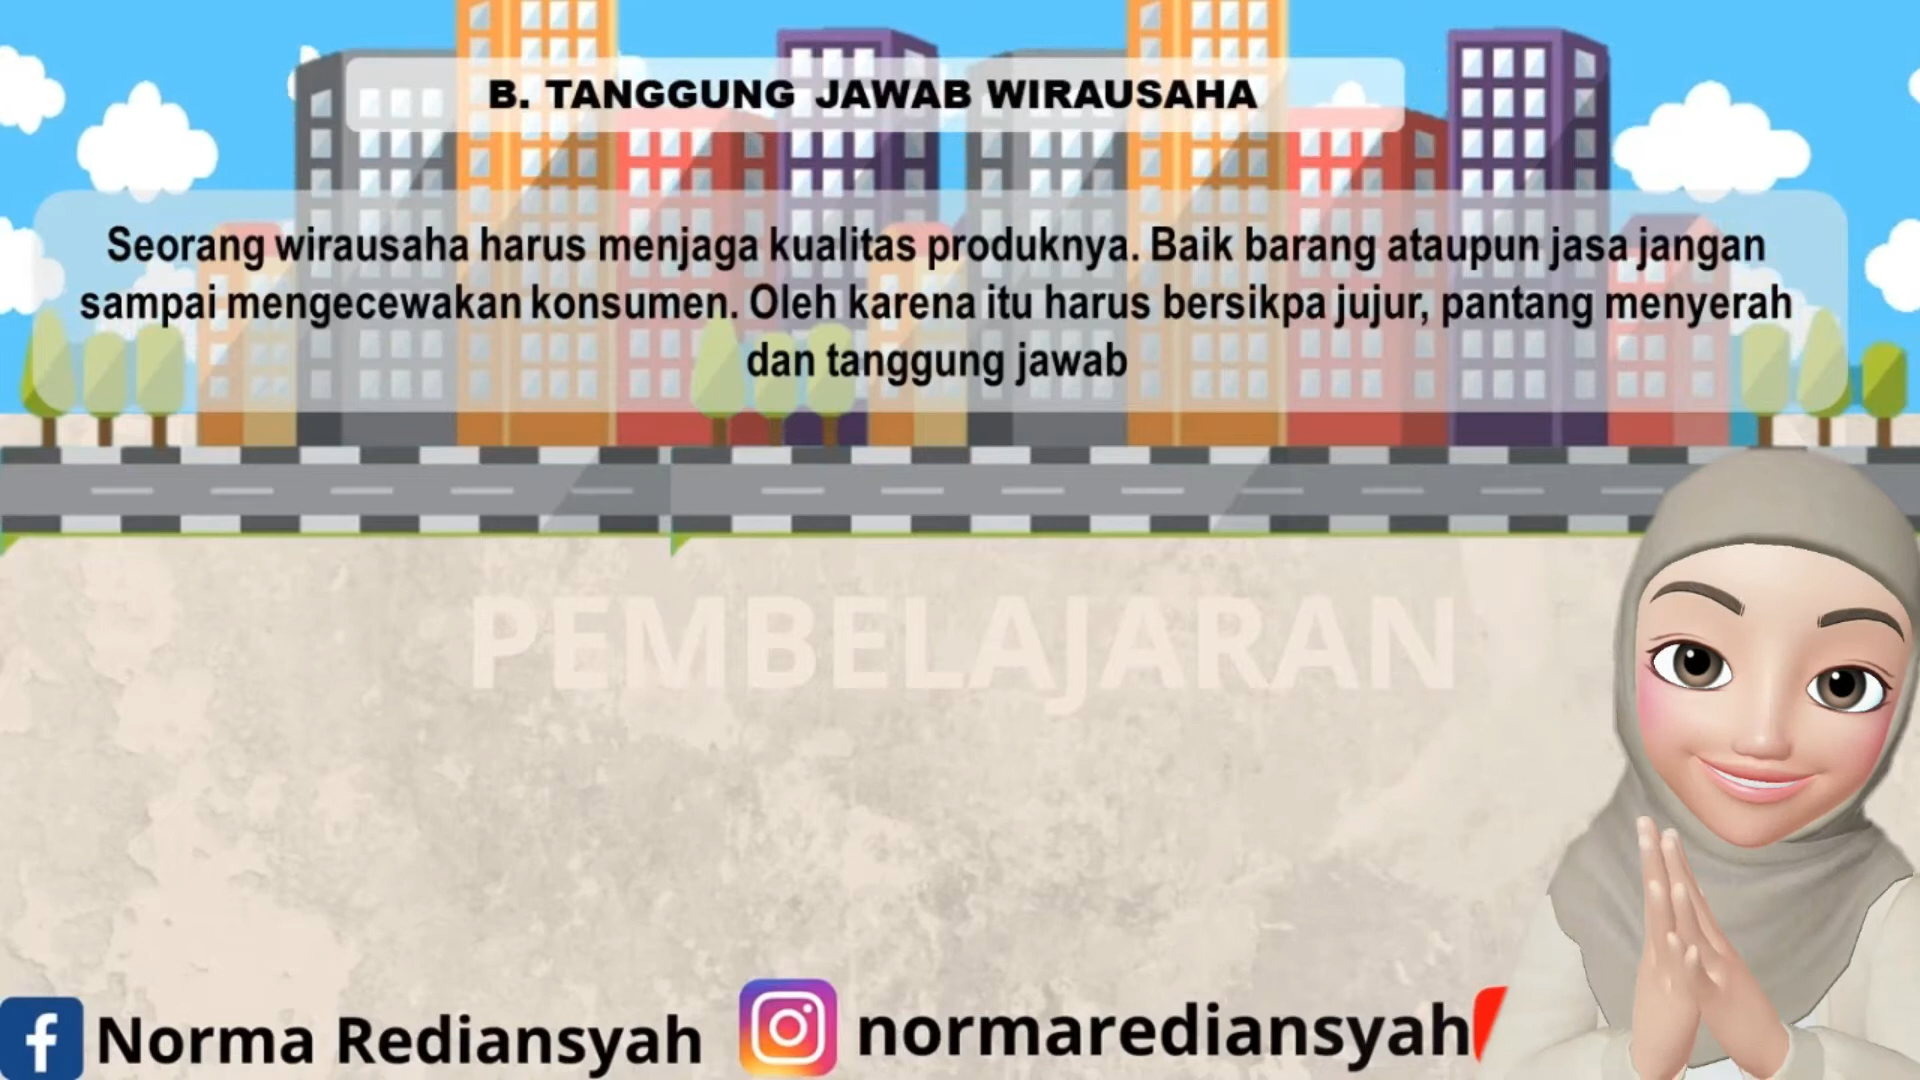 B. TANGGUNG JAWAB WIRAUSAHA
Seorang wirausaha harus menjaga kualitas produknya. Baik barang ataupun jasa jangan
sampai mengecewakan konsumen. Oleh karena itu harus bersikpa jujur, pantang menyerah
dan tanggung jawab
PEMBELAJARAN
Norma Rediansyah
normarediansyah